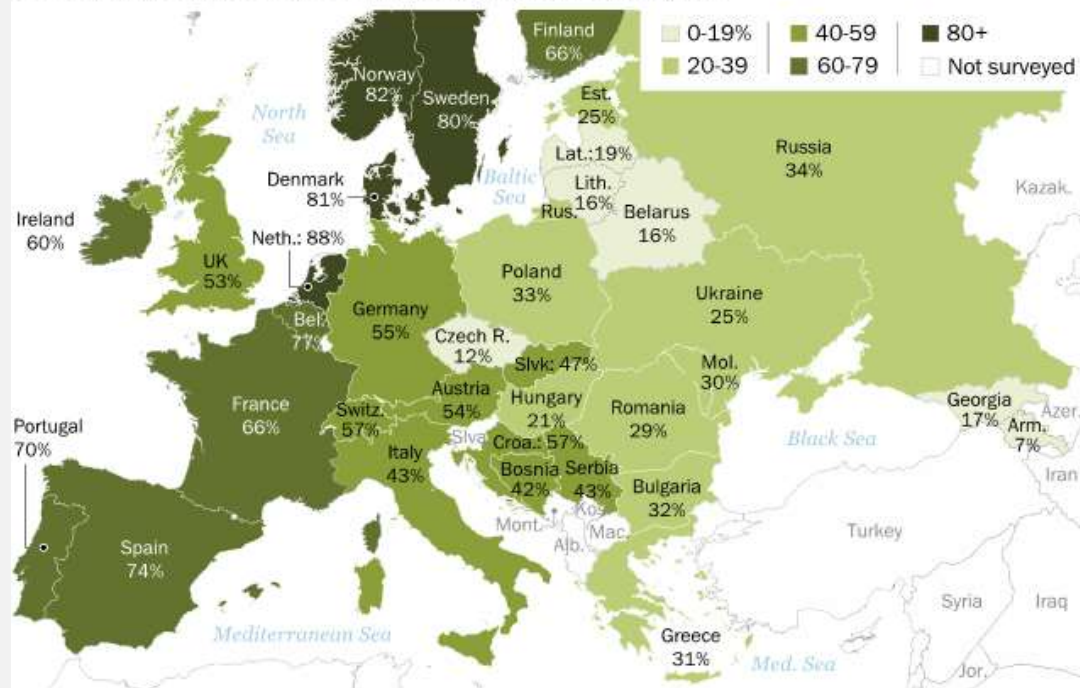 0-19%
40-59
80+
20-39
60-79
Not surveyed
Finland
66%
Norway
82%
Sweden
80%
North
Sea
Est.
25%
Russia
34%
Lat.:19%
Denmark
81%
Baltic
Sea
Lith.
16%
Kazak.
Rus.
Belarus
16%
Ireland
60%
Neth.: 88%
UK
53%
Poland
33%
Ukraine
25%
Germany
55%
Bel.
77%
Czech R.
12%
Slvk: 47%
Mol.
30%
Austria
54%
Hungary
21%
Romania
29%
France
66%
Switz.
57%
Georgia
17%
Azer.
Arm.
7%
Portugal
70%
Slva
Croa.: 57%
Black Sea
Italy
43%
Bosnia
42%
Serbia
43%
Bulgaria
32%
Iran
Kos.
Mont.
Mac.
Alb.
Turkey
Spain
74%
Syria
Iraq
Mediterranean Sea
Greece
31%
Med. Sea
Jor.